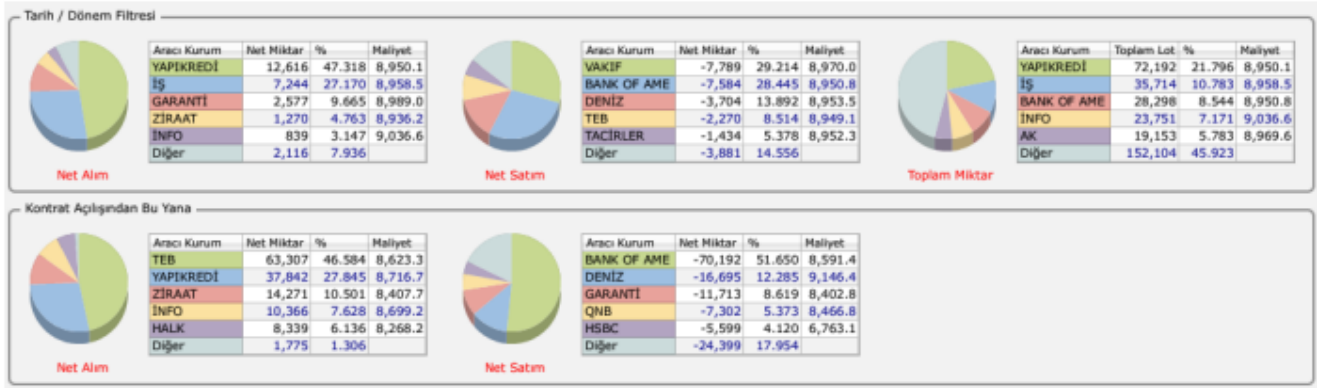 Tarih / Dönem Filtresi
Aracı Kurum Net Miktar % Maliyet
YAPIKREDİ 12,616 47.318 8,950.1
İŞ 7,244 27.170 8,958.5
GARANTİ 2,577 9.665 8,989.0
ZİRAAT 1,270 4.763 8,936.2
İNFO 839 3.147 9,036.6
Diğer 2,116 7.936
Net Alım
Aracı Kurum Net Miktar % Maliyet
VAKIF -7,789 29.214 8,970.0
BANK OF AME -7,584 28.445 8,950.8
DENİZ -3,704 13.892 8,953.5
TEB -2,270 8.514 8,949.1
TACİRLER -1,434 5.378 8,952.3
Diğer -3,881 14.556
Net Satım
Aracı Kurum Toplam Lot % Maliyet
YAPIKREDİ 72,192 21.796 8,950.1
İŞ 35,714 10.783 8,958.5
BANK OF AME 28,298 8.544 8,950.8
İNFO 23,751 7.171 9,036.6
AK 19,153 5.783 8,969.6
Diğer 152,104 45.923
Toplam Miktar
Kontrat Açılışından Bu Yana
Aracı Kurum Net Miktar % Maliyet
TEB 63,307 46.584 8,623.3
YAPIKREDİ 37,842 27.845 8,716.7
ZİRAAT 14,271 10.501 8,407.7
İNFO 10,366 7.628 8,699.2
HALK 8,339 6.136 8,268.2
Diğer 1,775 1.306
Net Alım
Aracı Kurum Net Miktar % Maliyet
BANK OF AME -70,192 51.650 8,591.4
DENİZ -16,695 12.285 9,146.4
GARANTİ -11,713 8.619 8,402.8
QNB -7,302 5.373 8,466.8
HSBC -5,599 4.120 6,763.1
Diğer -24,399 17.954
Net Satım